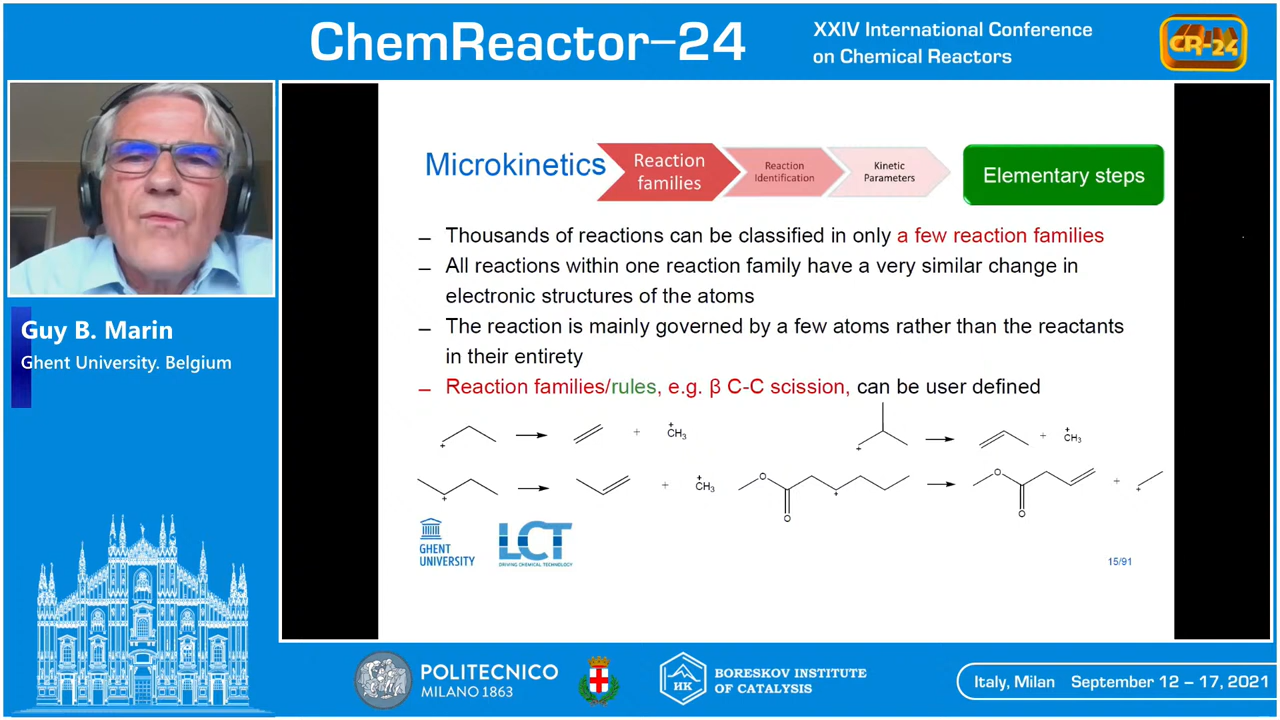 ChemReactor–24
XXIV International Conference
on Chemical Reactors
CR-24
Microkinetics
Reaction
families
Reaction
Identification
Kinetic
Parameters
Elementary steps
– Thousands of reactions can be classified in only a few reaction families
– All reactions within one reaction family have a very similar change in
electronic structures of the atoms
– The reaction is mainly governed by a few atoms rather than the reactants
in their entirety
– Reaction families/rules, e.g. β C-C scission, can be user defined
+ → + +CH3
+ → + +CH3
+ → + +CH3
O O + → O O + +
Guy B. Marin
Ghent University. Belgium
GHENT
UNIVERSITY
LCT
DRIVING CHEMICAL TECHNOLOGY
15/91
POLITECNICO
MILANO 1863
НК
BORESKOV INSTITUTE
OF CATALYSIS
Italy, Milan September 12 – 17, 2021